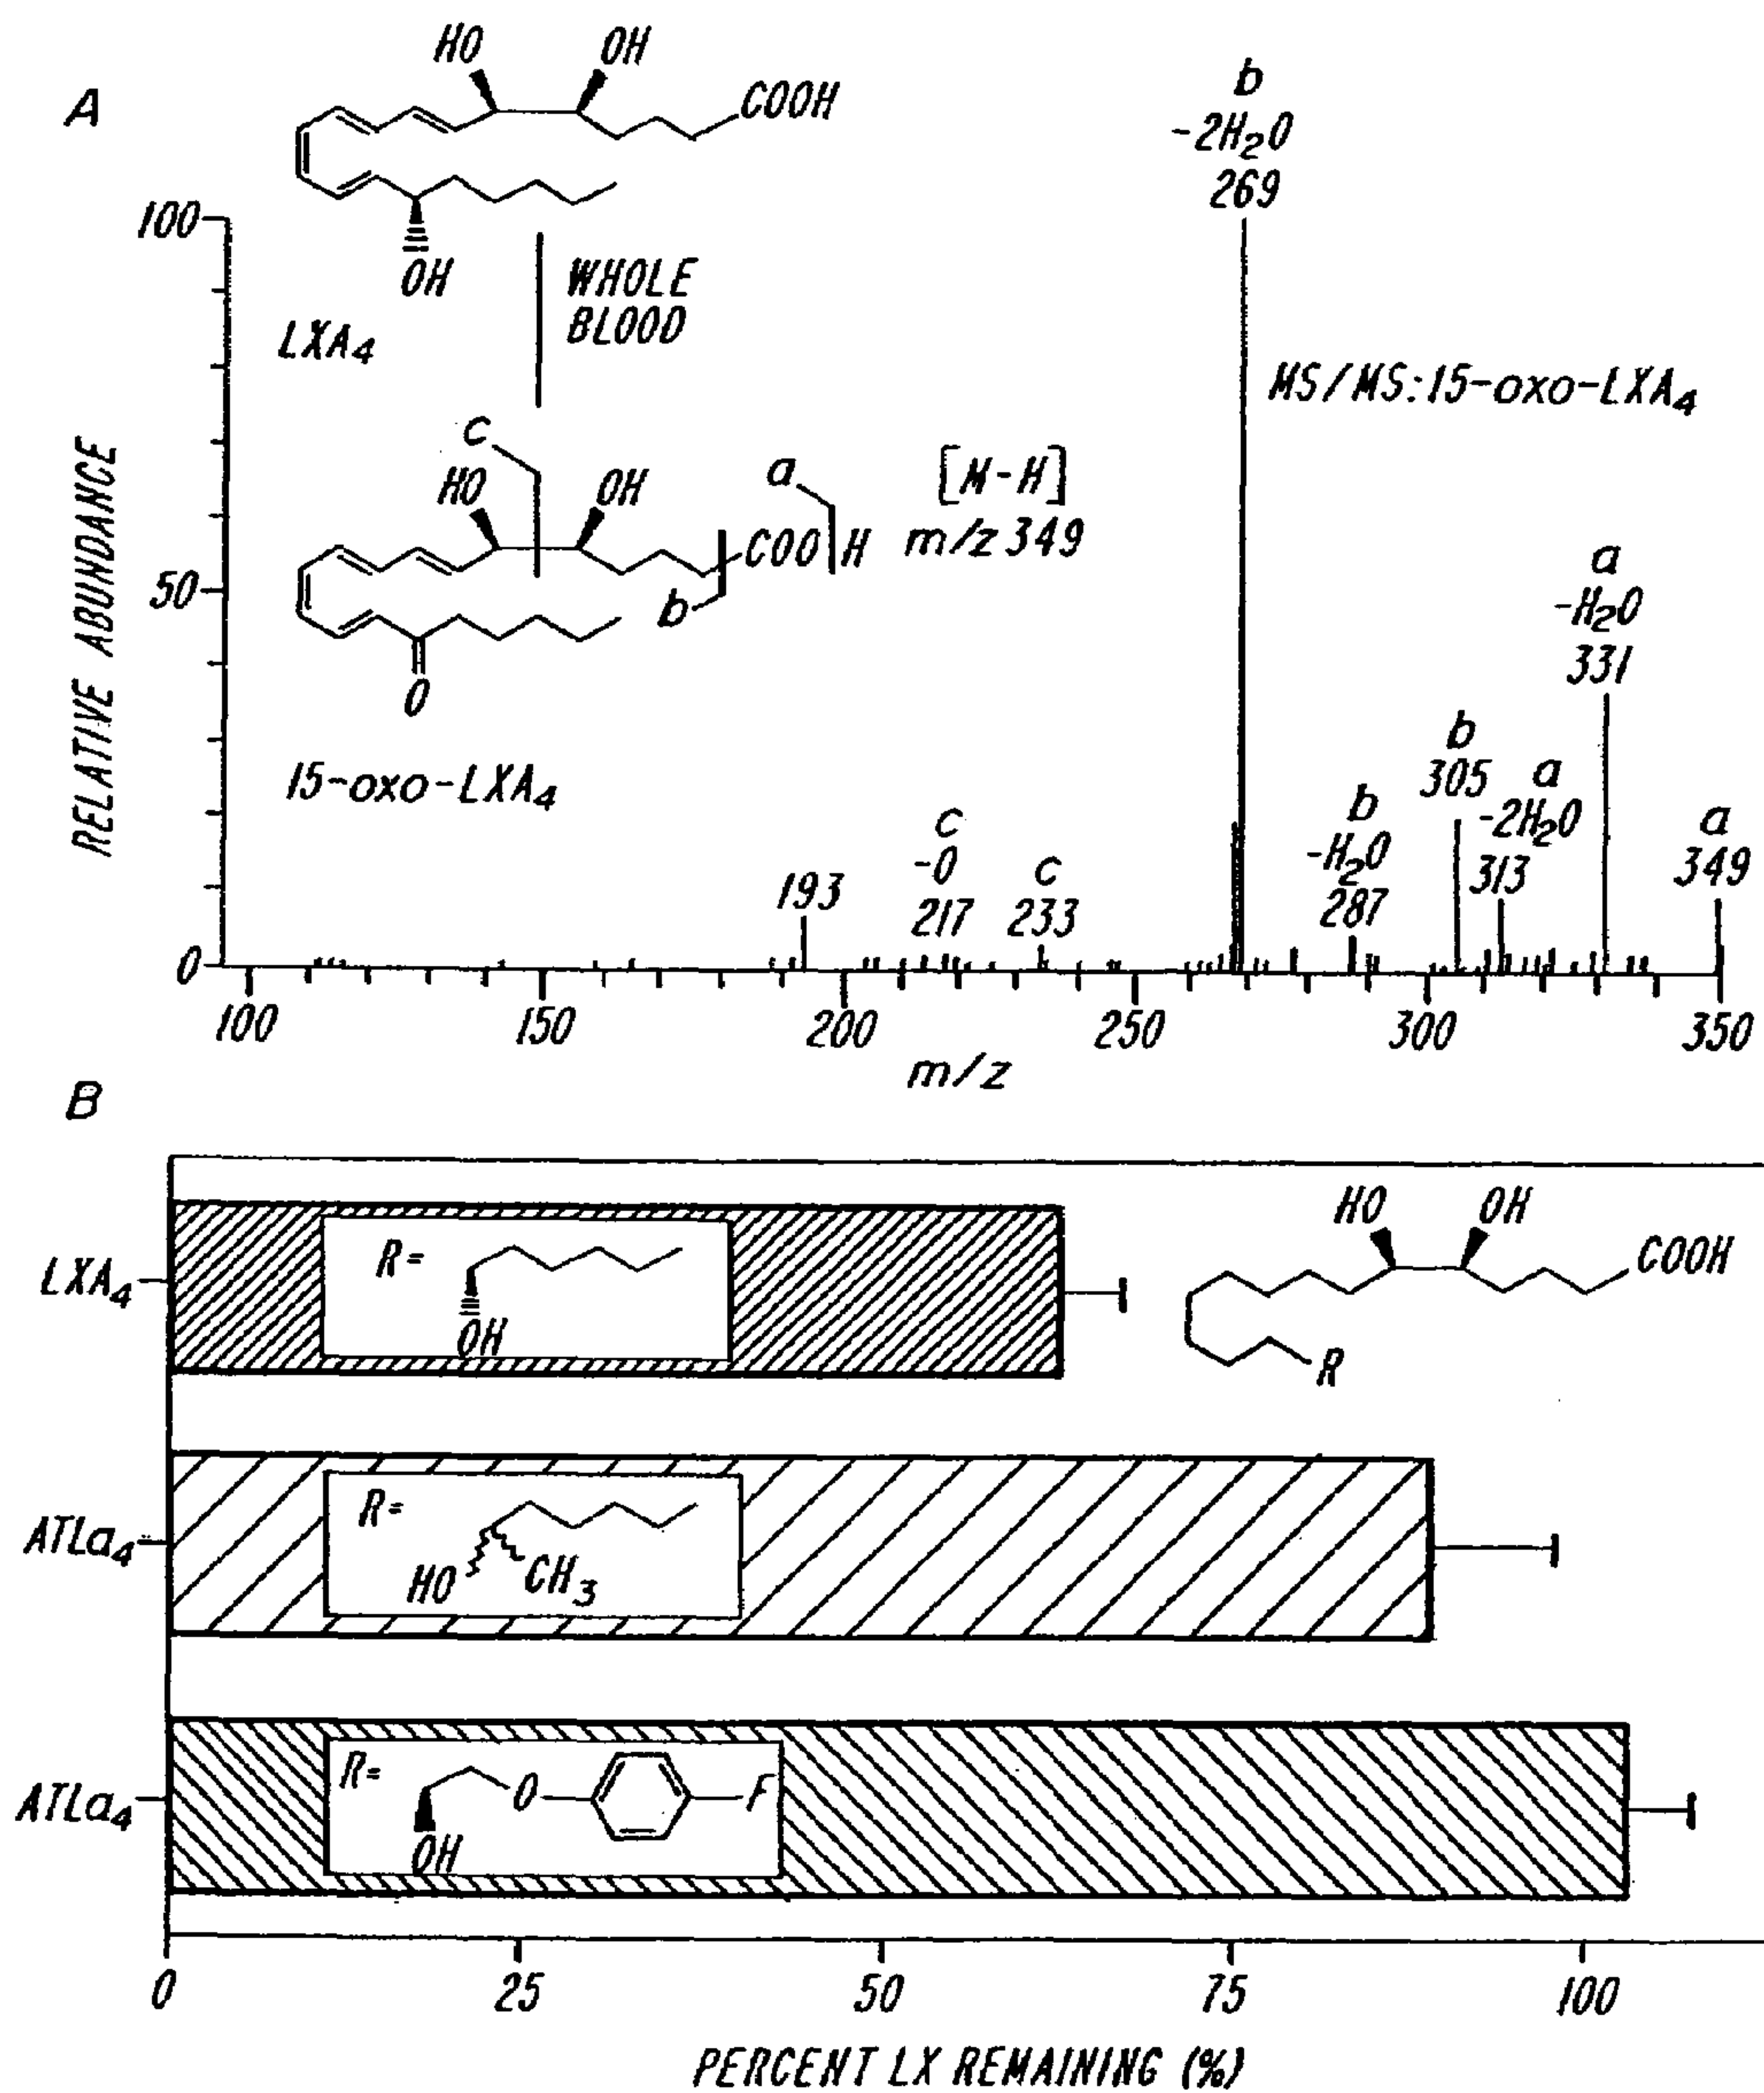 A
HO OH
COOH
OH
LXA4
WHOLE
BLOOD
b
-2H2O
269
MS/MS:15-oxo-LXA4
c
HO OH
a
COO H
b
O
[M-H]
m/z 349
15-oxo-LXA4
a
-H2O
331
b
305
a
-2H2O
313
a
349
b
-H2O
287
c
-O
217
c
233
193
RELATIVE ABUNDANCE
100
50
0
100 150 200 250 300 350
m/z
B
LXA4
R=
OH
HO OH
COOH
R
ATLa4
R=
HO CH3
ATLa4
R=
O F
OH
0 25 50 75 100
PERCENT LX REMAINING (%)